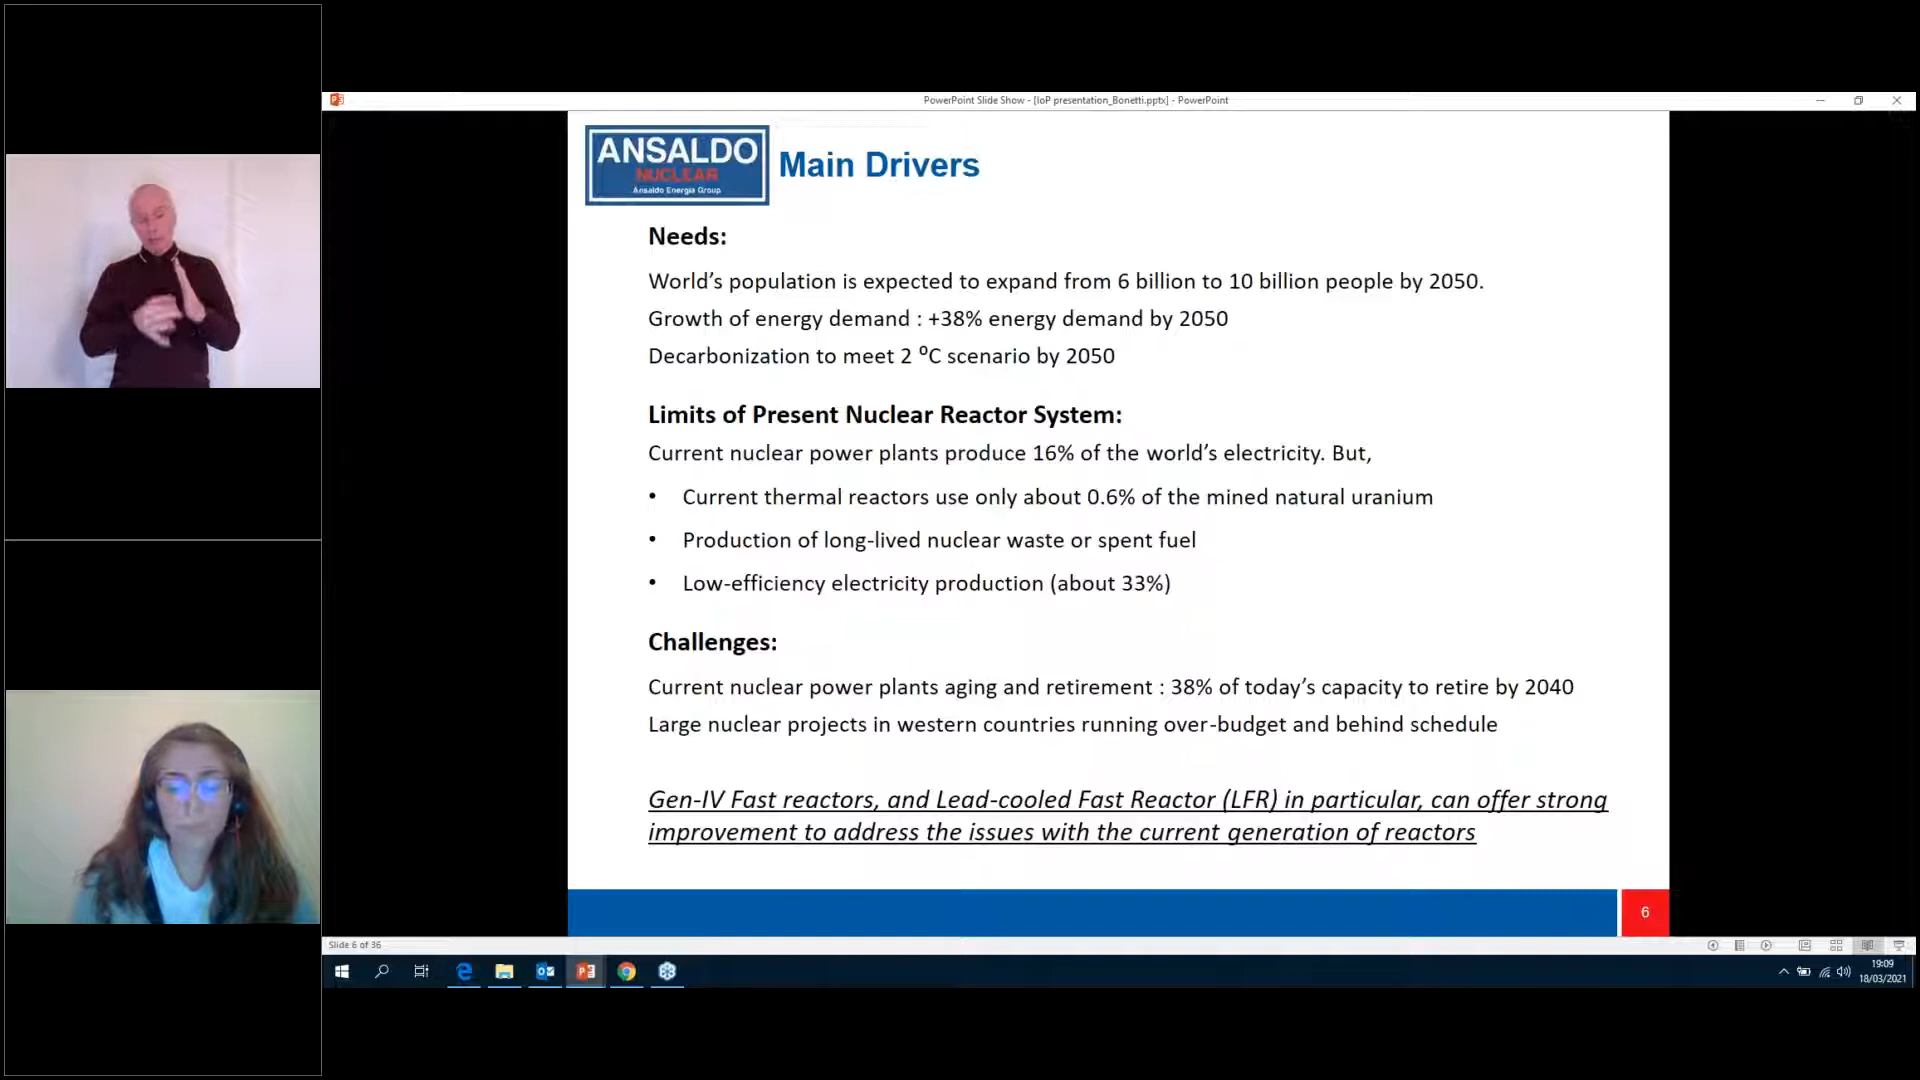 PowerPoint Slide Show - [IoP presentation_Bonetti.pptx] - PowerPoint
ANSALDO
NUCLEAR
Ansaldo Energia Group
Main Drivers
Needs:
World’s population is expected to expand from 6 billion to 10 billion people by 2050.
Growth of energy demand : +38% energy demand by 2050
Decarbonization to meet 2 ⁰C scenario by 2050
Limits of Present Nuclear Reactor System:
Current nuclear power plants produce 16% of the world’s electricity. But,
• Current thermal reactors use only about 0.6% of the mined natural uranium
• Production of long-lived nuclear waste or spent fuel
• Low-efficiency electricity production (about 33%)
Challenges:
Current nuclear power plants aging and retirement : 38% of today’s capacity to retire by 2040
Large nuclear projects in western countries running over-budget and behind schedule
Gen-IV Fast reactors, and Lead-cooled Fast Reactor (LFR) in particular, can offer strong
improvement to address the issues with the current generation of reactors
6
Slide 6 of 36
19:09
18/03/2021